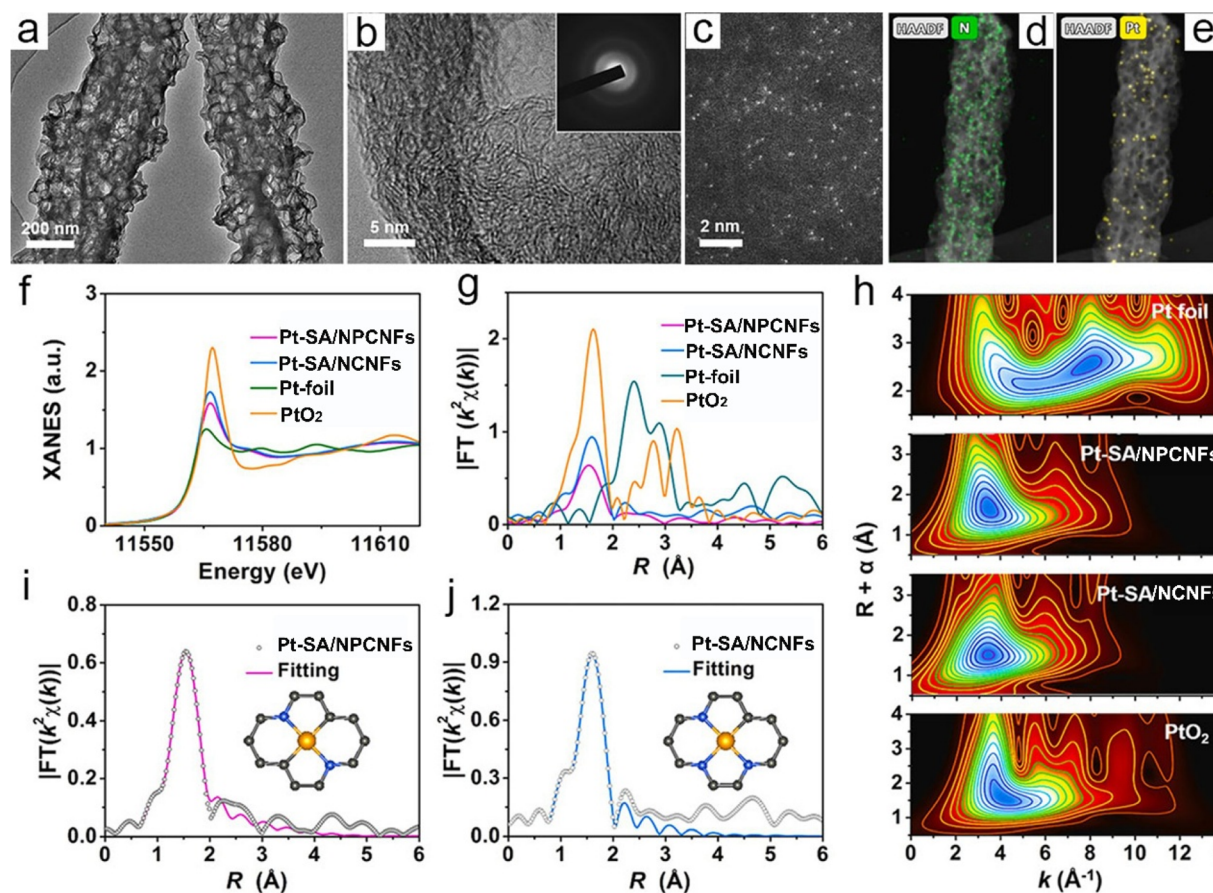 a
200 nm
b
5 nm
c
2 nm
HAADF N d
HAADF Pt e
f
XANES (a.u.)
3
2
1
0
Pt-SA/NPCNFs
Pt-SA/NCNFs
Pt-foil
PtO₂
11550 11580 11610
Energy (eV)
g
|FT (k²χ(k))|
2
1
0
Pt-SA/NPCNFs
Pt-SA/NCNFs
Pt-foil
PtO₂
0 1 2 3 4 5 6
R (Å)
h
R + α (Å)
4
3
2
Pt foil
3
2
1
Pt-SA/NPCNFs
3
2
1
Pt-SA/NCNFs
4
3
2
1
PtO₂
0 2 4 6 8 10 12 14
k (Å⁻¹)
i
|FT(k²χ(k))|
0.8
0.6
0.4
0.2
0.0
Pt-SA/NPCNFs
Fitting
0 1 2 3 4 5 6
R (Å)
j
|FT(k²χ(k))|
1.2
0.9
0.6
0.3
0.0
Pt-SA/NCNFs
Fitting
0 1 2 3 4 5 6
R (Å)